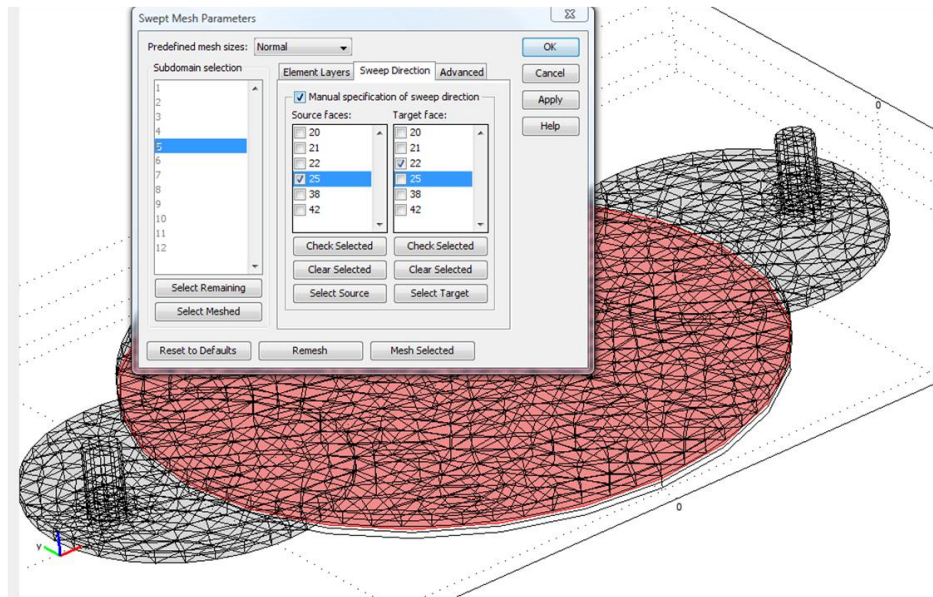 Swept Mesh Parameters
Predefined mesh sizes: Normal
OK
Subdomain selection
Element Layers Sweep Direction Advanced
Cancel
1
2
3
4
5
6
7
8
9
10
11
12
Manual specification of sweep direction
Apply
Source faces: Target face:
Help
20 20
21 21
22 22
25 25
38 38
42 42
Check Selected Check Selected
Clear Selected Clear Selected
Select Source Select Target
Select Remaining
Select Meshed
Reset to Defaults Remesh Mesh Selected
0
0
y